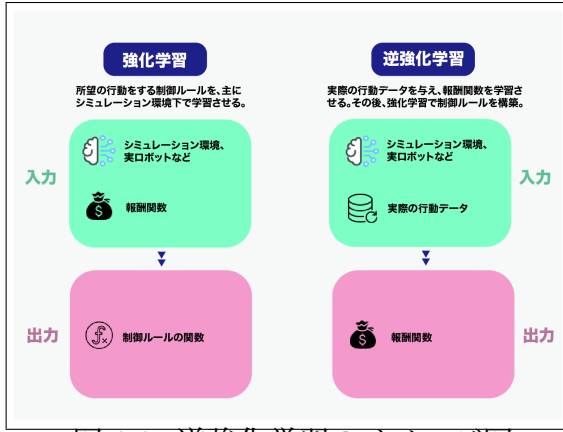 強化学習
所望の行動をする制御ルールを、主に
シミュレーション環境下で学習させる。
入力
シミュレーション環境、
実ロボットなど
報酬関数
出力
制御ルールの関数
逆強化学習
実際の行動データを与え、報酬関数を学習さ
せる。その後、強化学習で制御ルールを構築。
シミュレーション環境、
実ロボットなど
実際の行動データ
入力
報酬関数
出力